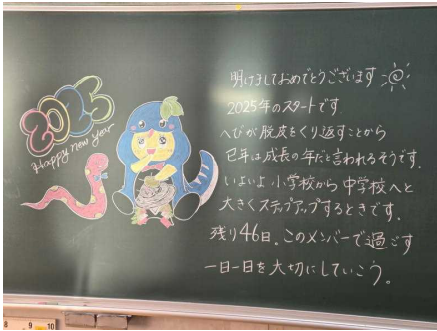 2025
Happy new year
明けましておめでとうございます
2025年のスタートです
へびが脱皮をくり返すことから
巳年は成長の年だと言われるそうです。
いよいよ小学校から中学校へと
大きくステップアップするときです。
残り46日。このメンバーで過ごす
一日一日を大切にしていこう。
8 9 10